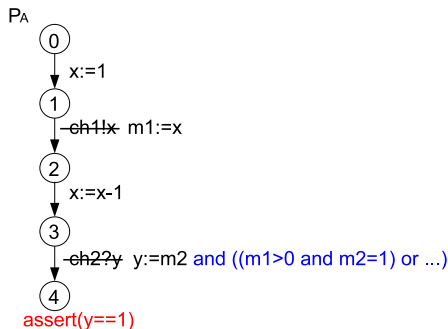 PA
0
x:=1
1
ch1!x m1:=x
2
x:=x-1
3
ch2?y y:=m2 and ((m1>0 and m2=1) or ...)
4
assert(y==1)